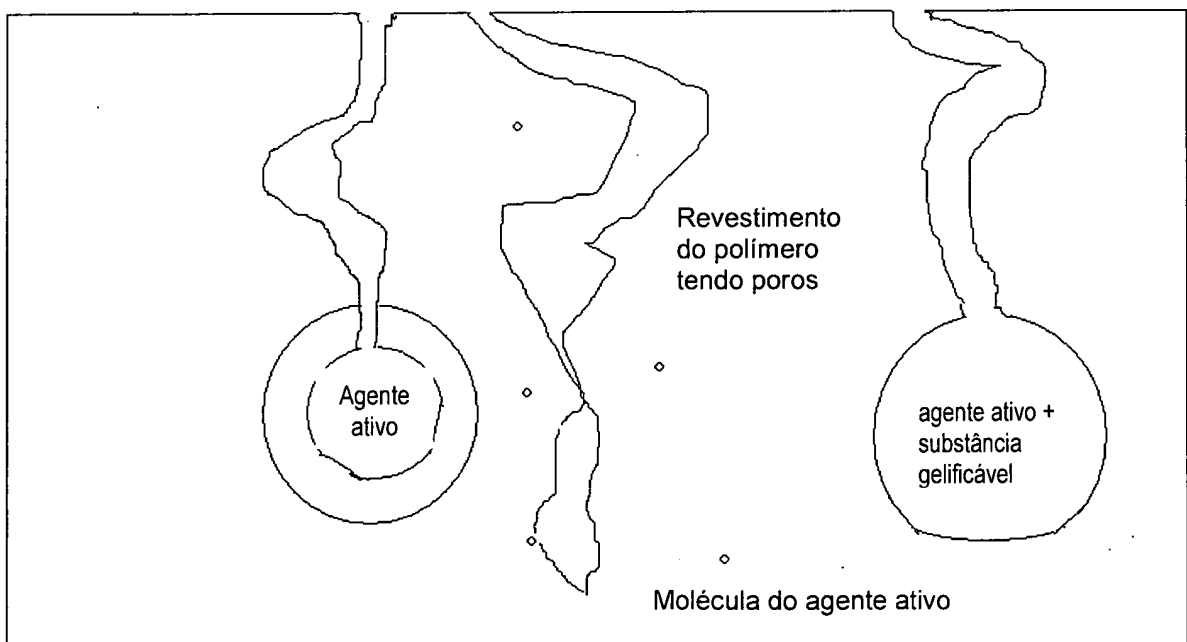 Revestimento
do polímero
tendo poros
Agente
ativo
agente ativo +
substância
gelificável
Molécula do agente ativo